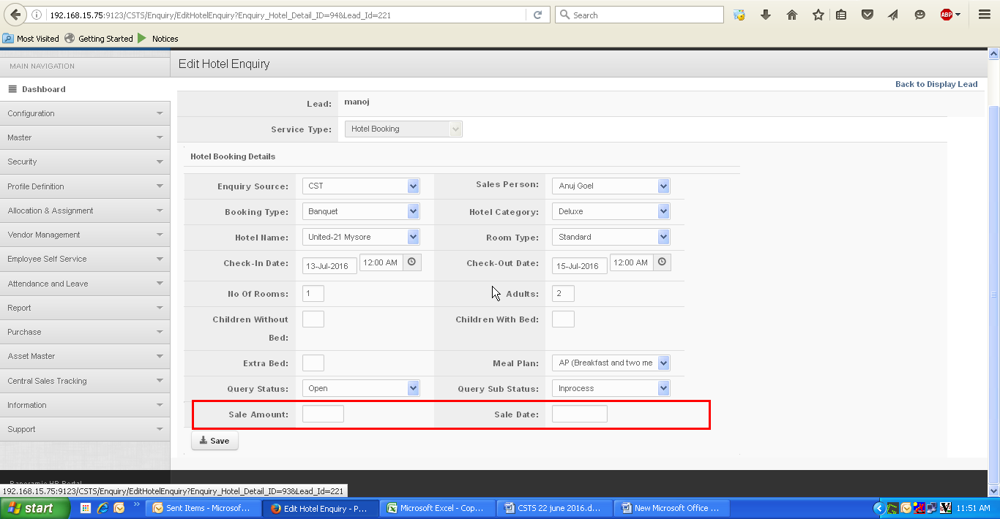 192.168.15.75:9123/CSTS/Enquiry/EditHotelEnquiry?Enquiry_Hotel_Detail_ID=94&Lead_Id=221
Search
ABP
Most Visited Getting Started Notices
MAIN NAVIGATION
Edit Hotel Enquiry
Back to Display Lead
Dashboard
Configuration
Master
Security
Profile Definition
Allocation & Assignment
Vendor Management
Employee Self Service
Attendance and Leave
Report
Purchase
Asset Master
Central Sales Tracking
Information
Support
Lead: manoj
Service Type: Hotel Booking
Hotel Booking Details
Enquiry Source: CST Sales Person: Anuj Goel
Booking Type: Banquet Hotel Category: Deluxe
Hotel Name: United-21 Mysore Room Type: Standard
Check-In Date: 13-Jul-2016 12:00 AM Check-Out Date: 15-Jul-2016 12:00 AM
No Of Rooms: 1 Adults: 2
Children Without Bed: Children With Bed:
Extra Bed: Meal Plan: AP (Breakfast and two me
Query Status: Open Query Sub Status: Inprocess
Sale Amount: Sale Date:
Save
192.168.15.75:9123/CSTS/Enquiry/EditHotelEnquiry?Enquiry_Hotel_Detail_ID=93&Lead_Id=221
start
Sent Items - Microsof...
Edit Hotel Enquiry - P...
Microsoft Excel - Cop...
CSTS 22 june 2016.d...
New Microsoft Office ...
11:51 AM